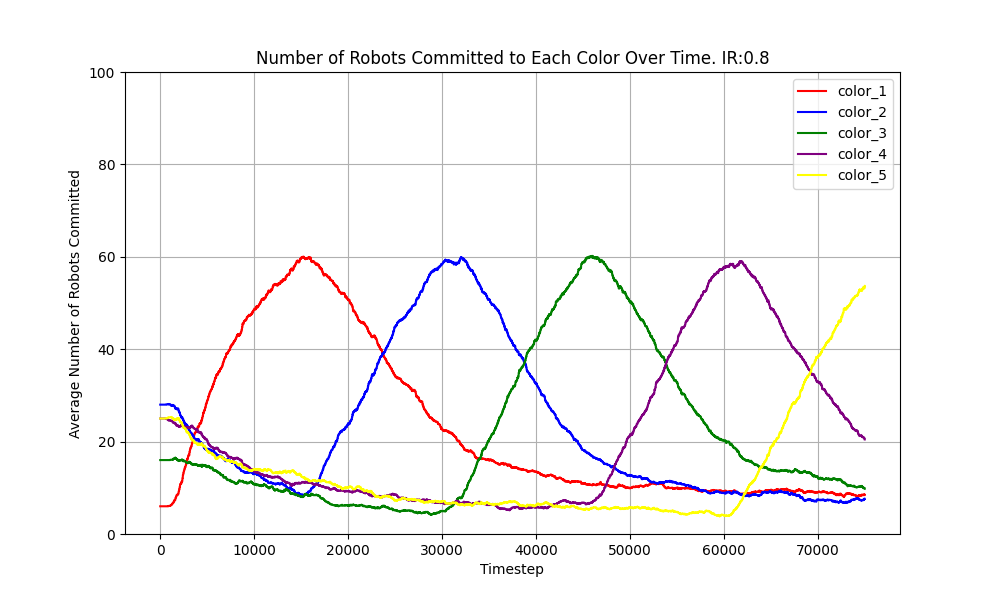 Number of Robots Committed to Each Color Over Time. IR:0.8
100
80
60
40
20
0
Average Number of Robots Committed
color_1
color_2
color_3
color_4
color_5
0 10000 20000 30000 40000 50000 60000 70000
Timestep